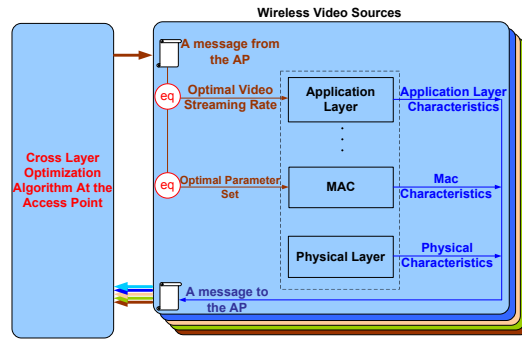 Wireless Video Sources
A message from
the AP
eq
Optimal Video
Streaming Rate
Application
Layer
Application Layer
Characteristics
Cross Layer
Optimization
Algorithm At the
Access Point
eq
Optimal Parameter
Set
MAC
Mac
Characteristics
Physical Layer
Physical
Characteristics
A message to
the AP